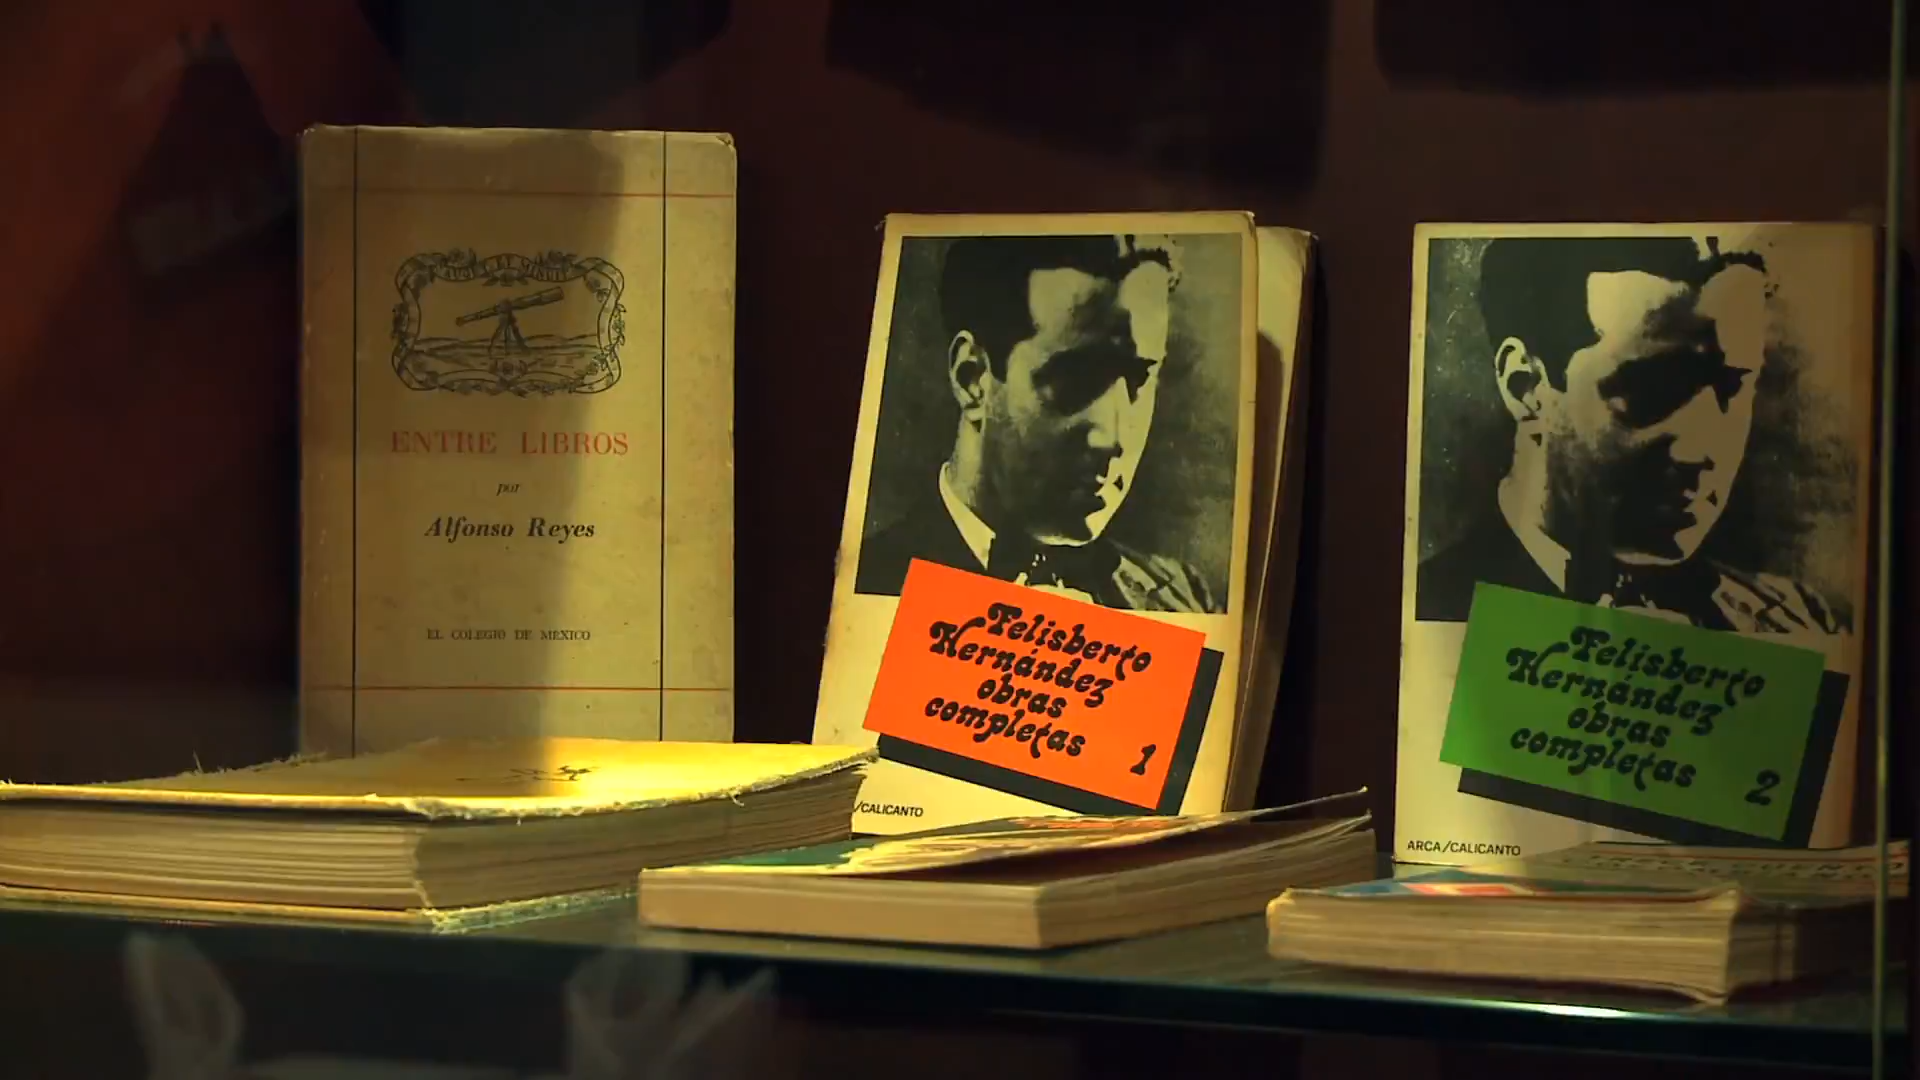 ENTRE LIBROS
por
Alfonso Reyes
EL COLEGIO DE MEXICO
Felisberto
Hernández
obras
completas 1
/CALICANTO
Felisberto
Hernández
obras
completas 2
ARCA/CALICANTO